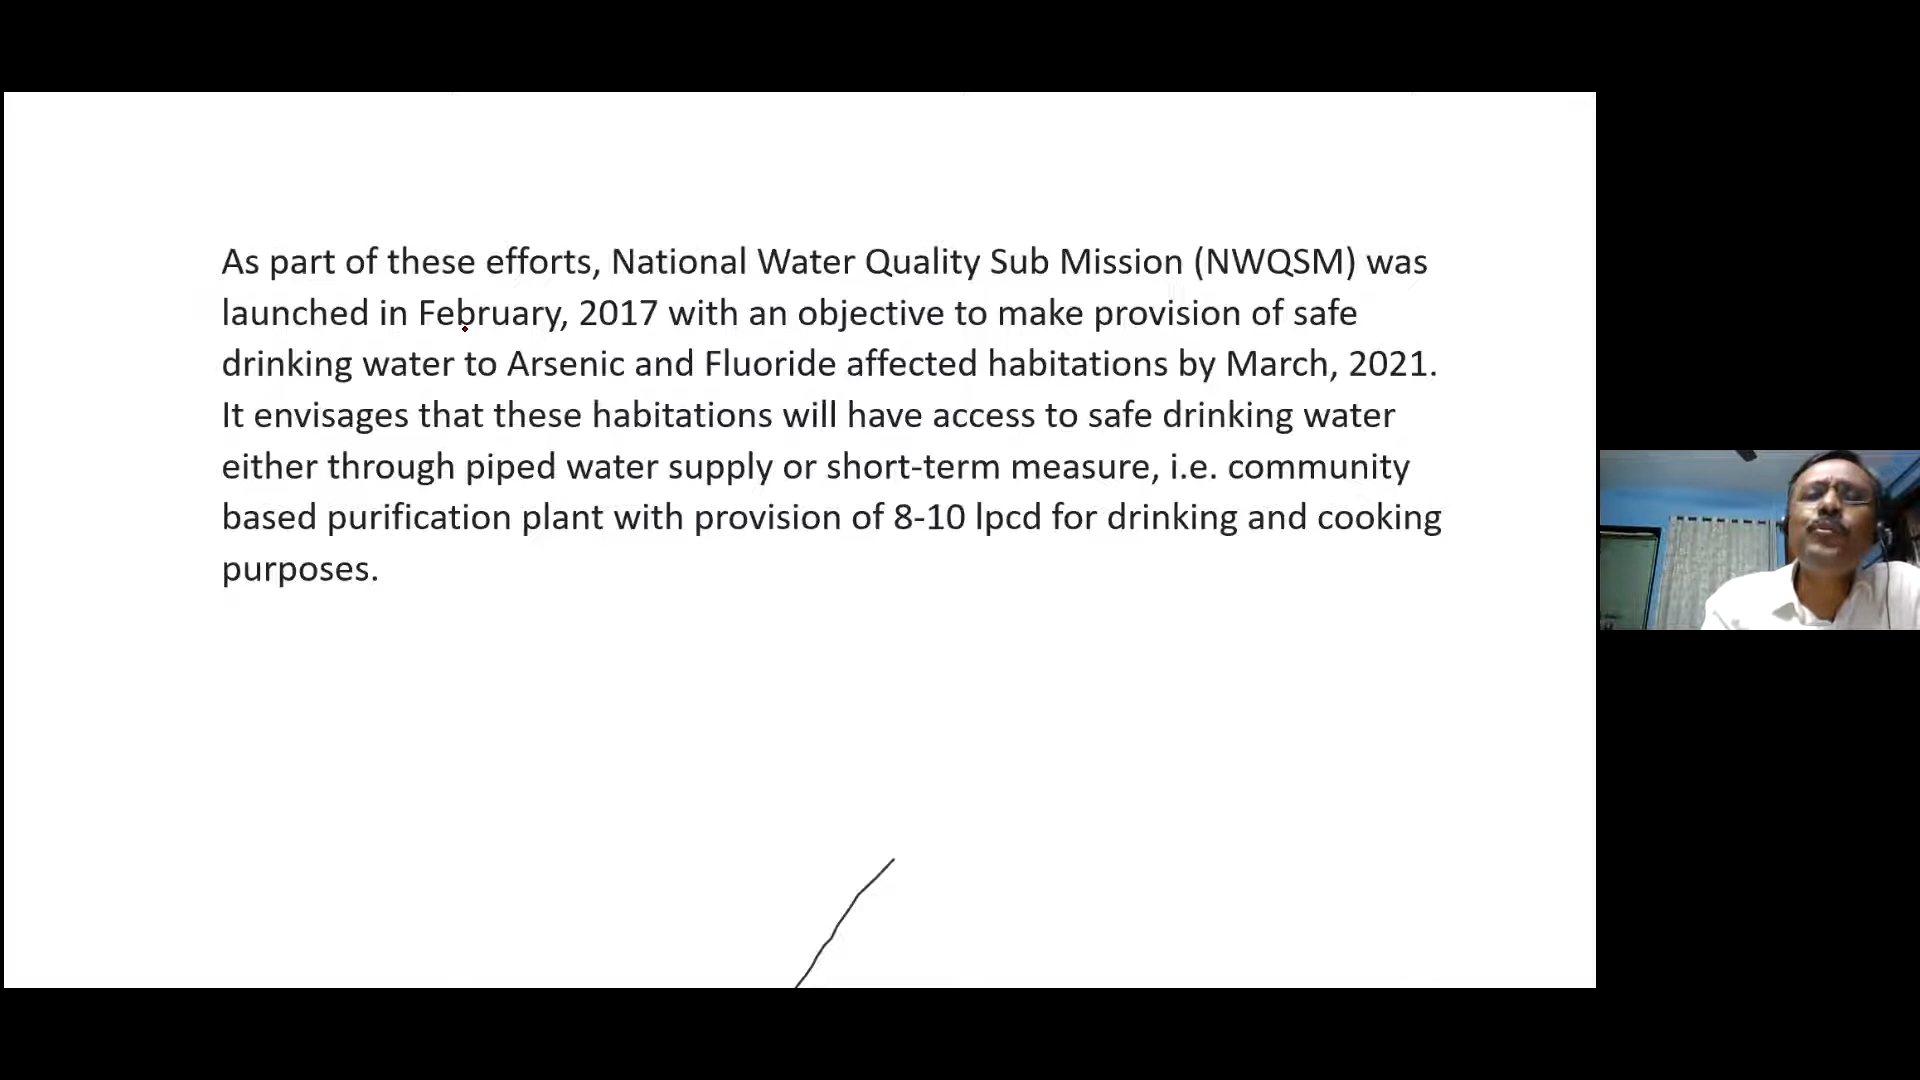 As part of these efforts, National Water Quality Sub Mission (NWQSM) was
launched in February, 2017 with an objective to make provision of safe
drinking water to Arsenic and Fluoride affected habitations by March, 2021.
It envisages that these habitations will have access to safe drinking water
either through piped water supply or short-term measure, i.e. community
based purification plant with provision of 8-10 lpcd for drinking and cooking
purposes.